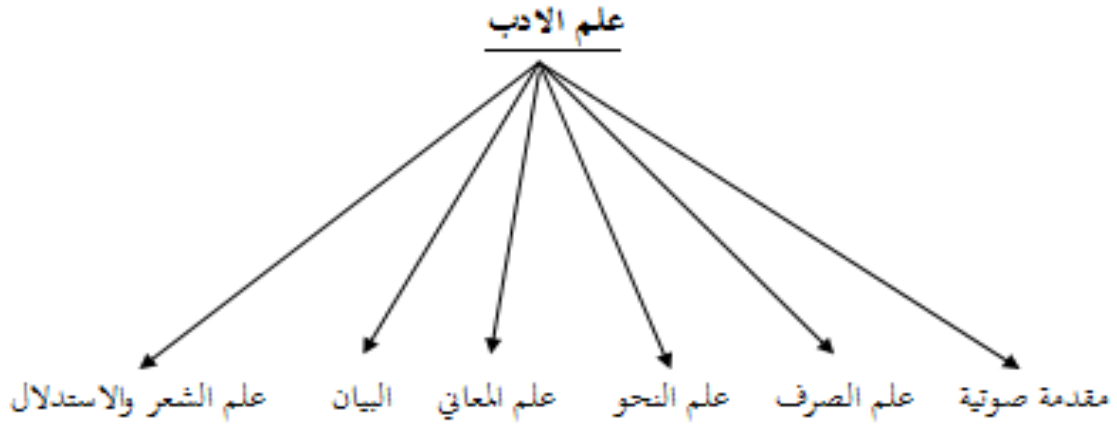 علم الادب
مقدمة صوتية علم الصرف علم النحو علم المعاني البيان علم الشعر والاستدلال